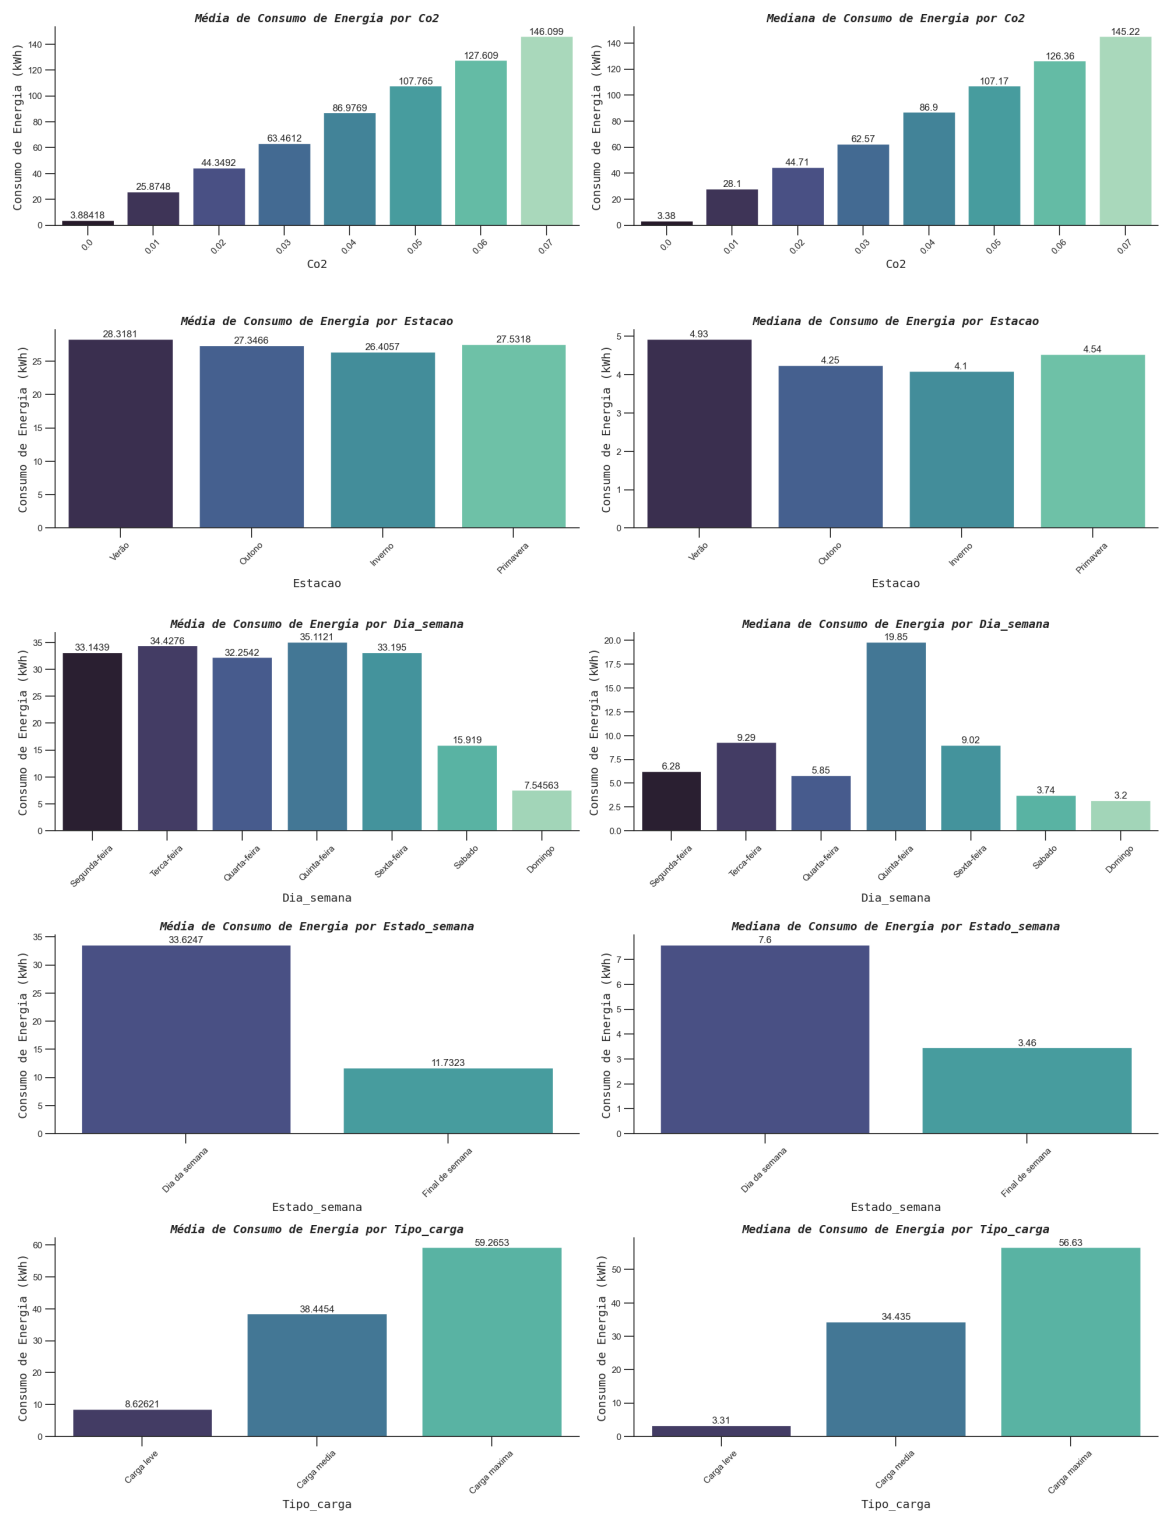 Média de Consumo de Energia por Co2
Consumo de Energia (kWh)
140
120
100
80
60
40
20
0
3.88418
25.8748
44.3492
63.4612
86.9769
107.765
127.609
146.099
0.0
0.01
0.02
0.03
0.04
0.05
0.06
0.07
Co2
Mediana de Consumo de Energia por Co2
Consumo de Energia (kWh)
140
120
100
80
60
40
20
0
3.38
28.1
44.71
62.57
86.9
107.17
126.36
145.22
0.0
0.01
0.02
0.03
0.04
0.05
0.06
0.07
Co2
Média de Consumo de Energia por Estacao
Consumo de Energia (kWh)
25
20
15
10
5
0
28.3181
27.3466
26.4057
27.5318
Verão
Outono
Inverno
Primavera
Estacao
Mediana de Consumo de Energia por Estacao
Consumo de Energia (kWh)
5
4
3
2
1
0
4.93
4.25
4.1
4.54
Verão
Outono
Inverno
Primavera
Estacao
Média de Consumo de Energia por Dia_semana
Consumo de Energia (kWh)
35
30
25
20
15
10
5
0
33.1439
34.4276
32.2542
35.1121
33.195
15.919
7.54563
Segunda-feira
Terca-feira
Quarta-feira
Quinta-feira
Sexta-feira
Sabado
Domingo
Dia_semana
Mediana de Consumo de Energia por Dia_semana
Consumo de Energia (kWh)
20.0
17.5
15.0
12.5
10.0
7.5
5.0
2.5
0.0
6.28
9.29
5.85
19.85
9.02
3.74
3.2
Segunda-feira
Terca-feira
Quarta-feira
Quinta-feira
Sexta-feira
Sabado
Domingo
Dia_semana
Média de Consumo de Energia por Estado_semana
Consumo de Energia (kWh)
35
30
25
20
15
10
5
0
33.6247
11.7323
Dia da semana
Final de semana
Estado_semana
Mediana de Consumo de Energia por Estado_semana
Consumo de Energia (kWh)
7
6
5
4
3
2
1
0
7.6
3.46
Dia da semana
Final de semana
Estado_semana
Média de Consumo de Energia por Tipo_carga
Consumo de Energia (kWh)
60
50
40
30
20
10
0
8.62621
38.4454
59.2653
Carga leve
Carga media
Carga maxima
Tipo_carga
Mediana de Consumo de Energia por Tipo_carga
Consumo de Energia (kWh)
50
40
30
20
10
0
3.31
34.435
56.63
Carga leve
Carga media
Carga maxima
Tipo_carga